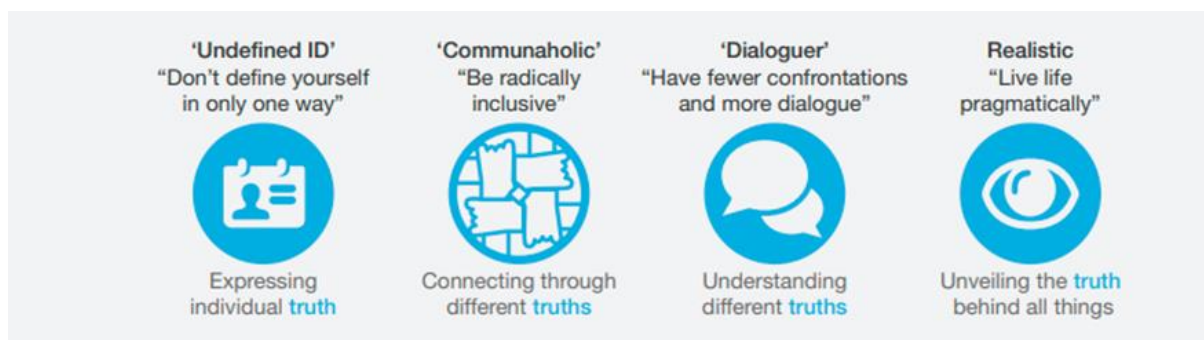 ‘Undefined ID’
“Don’t define yourself
in only one way”
Expressing
individual truth
‘Communaholic’
“Be radically
inclusive”
Connecting through
different truths
‘Dialoguer’
“Have fewer confrontations
and more dialogue”
Understanding
different truths
Realistic
“Live life
pragmatically”
Unveiling the truth
behind all things